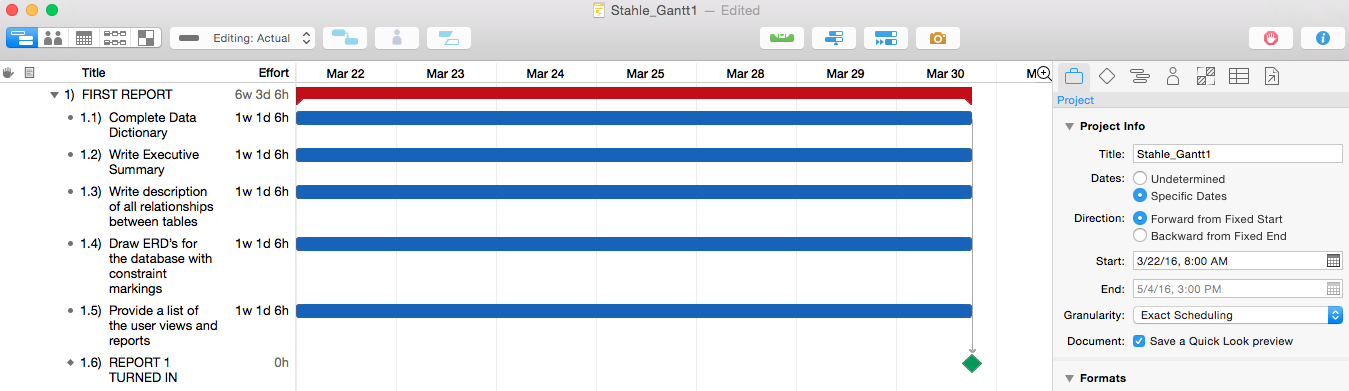 Stahle_Gantt1 — Edited
Editing: Actual
Title Effort Mar 22 Mar 23 Mar 24 Mar 25 Mar 28 Mar 29 Mar 30
1) FIRST REPORT 6w 3d 6h
1.1) Complete Data 1w 1d 6h
Dictionary
1.2) Write Executive 1w 1d 6h
Summary
1.3) Write description 1w 1d 6h
of all relationships
between tables
1.4) Draw ERD's for 1w 1d 6h
the database with
constraint
markings
1.5) Provide a list of 1w 1d 6h
the user views and
reports
1.6) REPORT 1 0h
TURNED IN
Project
Project Info
Title: Stahle_Gantt1
Dates: Undetermined
Specific Dates
Direction: Forward from Fixed Start
Backward from Fixed End
Start: 3/22/16, 8:00 AM
End: 5/4/16, 3:00 PM
Granularity: Exact Scheduling
Document: Save a Quick Look preview
Formats